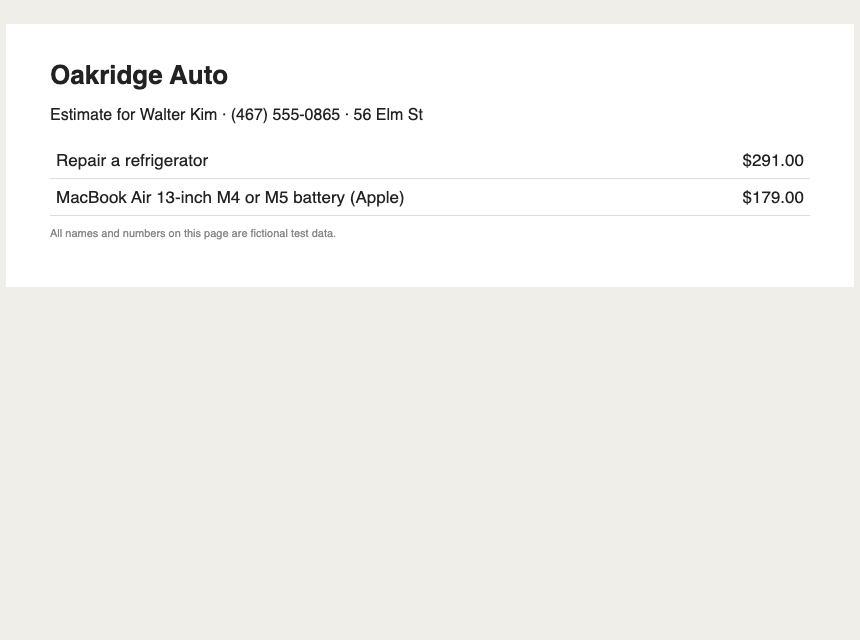 Oakridge Auto
Estimate for Walter Kim · (467) 555-0865 · 56 Elm St
Repair a refrigerator $291.00
MacBook Air 13-inch M4 or M5 battery (Apple) $179.00
All names and numbers on this page are fictional test data.